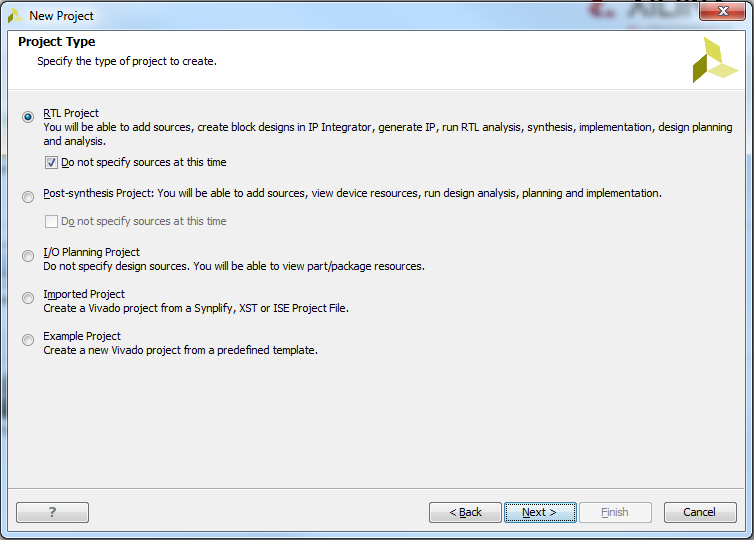 New Project
Project Type
Specify the type of project to create.
RTL Project
You will be able to add sources, create block designs in IP Integrator, generate IP, run RTL analysis, synthesis, implementation, design planning
and analysis.
Do not specify sources at this time
Post-synthesis Project: You will be able to add sources, view device resources, run design analysis, planning and implementation.
Do not specify sources at this time
I/O Planning Project
Do not specify design sources. You will be able to view part/package resources.
Imported Project
Create a Vivado project from a Synplify, XST or ISE Project File.
Example Project
Create a new Vivado project from a predefined template.
? < Back Next > Finish Cancel